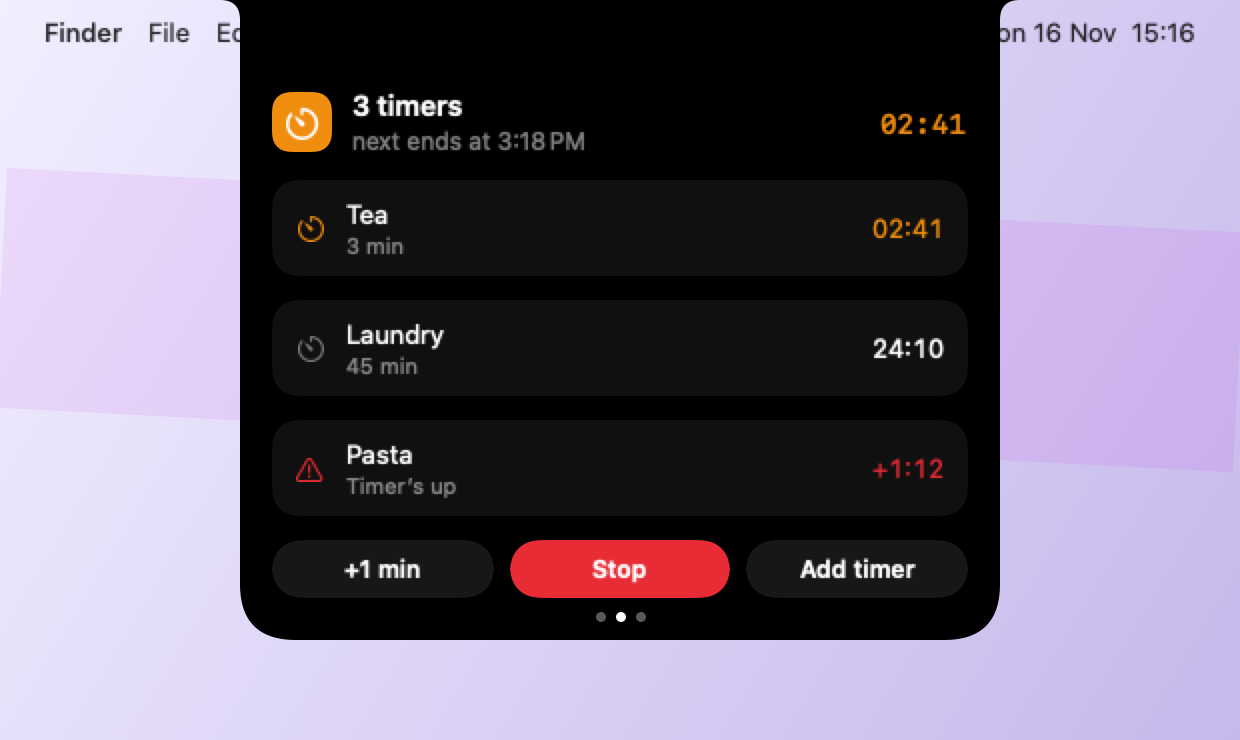 Finder File
16 Nov 15:16
3 timers
next ends at 3:18 PM
02:41
Tea
3 min
02:41
Laundry
45 min
24:10
Pasta
Timer’s up
+1:12
+1 min
Stop
Add timer